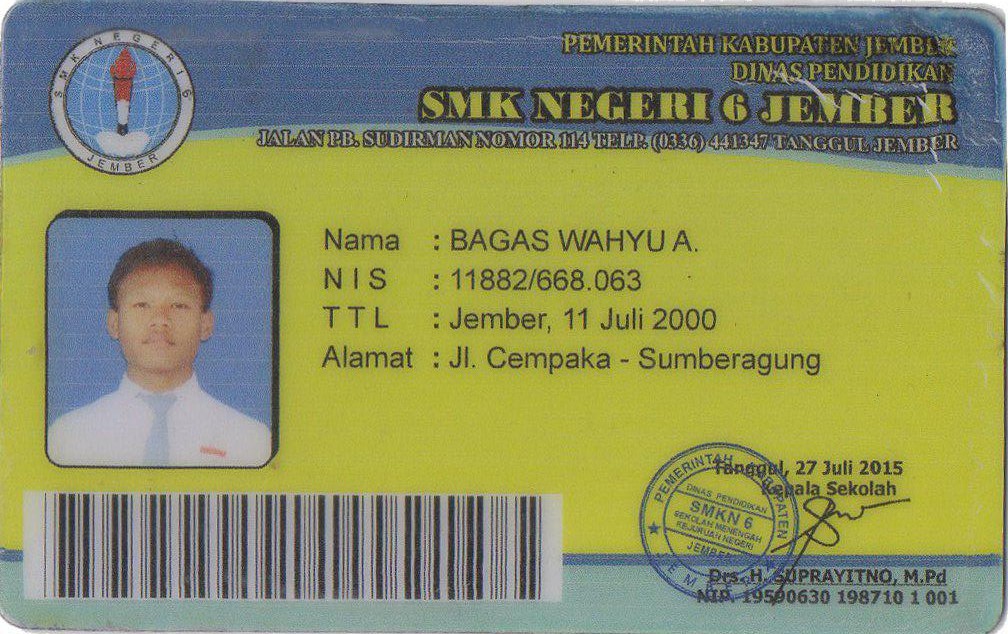 SMK NEGERI 6
JEMBER
PEMERINTAH KABUPATEN JEMBER
DINAS PENDIDIKAN
SMK NEGERI 6 JEMBER
JALAN PB. SUDIRMAN NOMOR 114 TELP. (0336) 441347 TANGGUL JEMBER
Nama : BAGAS WAHYU A.
N I S : 11882/668.063
T T L : Jember, 11 Juli 2000
Alamat : Jl. Cempaka - Sumberagung
Tanggul, 27 Juli 2015
Kepala Sekolah
PEMERINTAH KABUPATEN
DINAS PENDIDIKAN
SMKN 6
SEKOLAH MENENGAH
KEJURUAN NEGERI
JEMBER
JEMBER
Drs. H. SUPRAYITNO, M.Pd
NIP. 19590630 198710 1 001